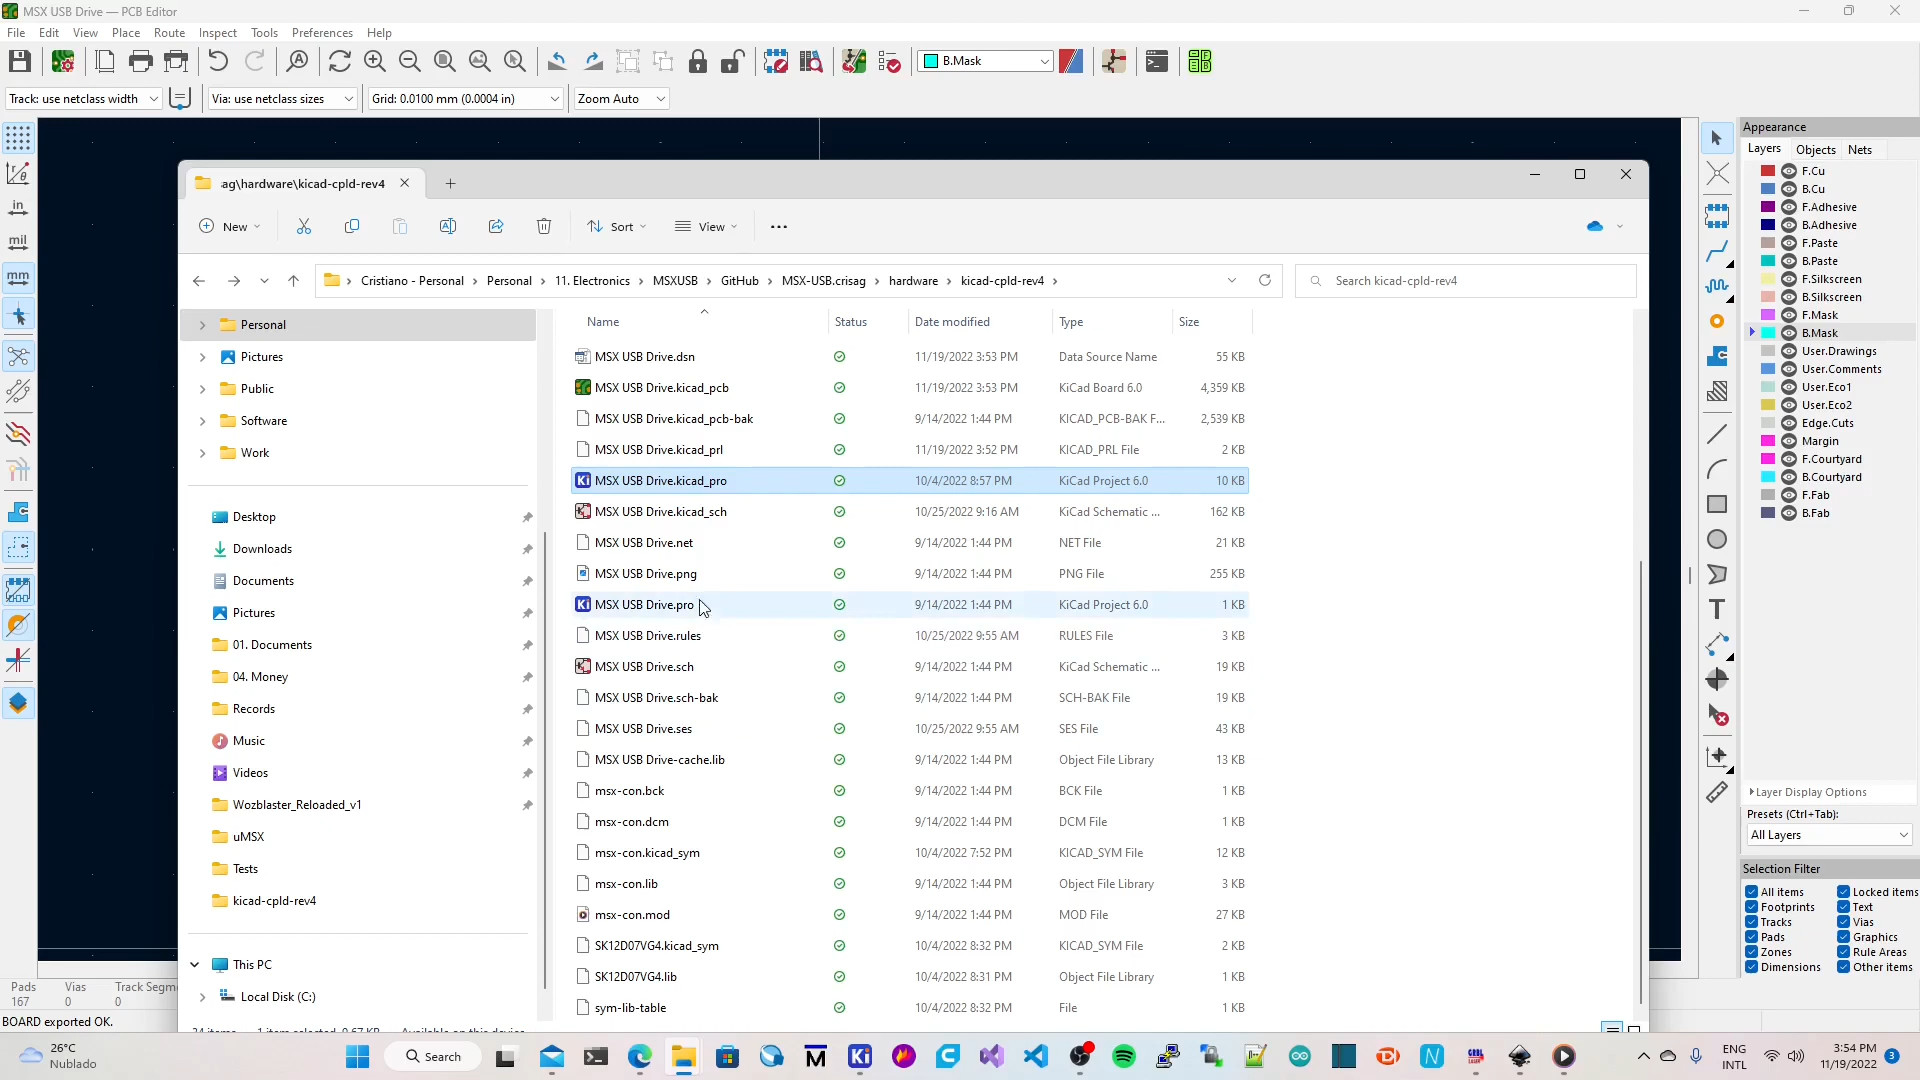 MSX USB Drive — PCB Editor
File Edit View Place Route Inspect Tools Preferences Help
B.Mask
Track: use netclass width Via: use netclass sizes Grid: 0.0100 mm (0.0004 in) Zoom Auto
in
mil
mm
ag\hardware\kicad-cpld-rev4
New Sort View
Cristiano - Personal Personal 11. Electronics MSXUSB GitHub MSX-USB.crisag hardware kicad-cpld-rev4
Search kicad-cpld-rev4
Personal
Pictures
Public
Software
Work
Desktop
Downloads
Documents
Pictures
01. Documents
04. Money
Records
Music
Videos
Wozblaster_Reloaded_v1
uMSX
Tests
kicad-cpld-rev4
This PC
Local Disk (C:)
Name Status Date modified Type Size
MSX USB Drive.dsn 11/19/2022 3:53 PM Data Source Name 55 KB
MSX USB Drive.kicad_pcb 11/19/2022 3:53 PM KiCad Board 6.0 4,359 KB
MSX USB Drive.kicad_pcb-bak 9/14/2022 1:44 PM KICAD_PCB-BAK F... 2,539 KB
MSX USB Drive.kicad_prl 11/19/2022 3:52 PM KICAD_PRL File 2 KB
MSX USB Drive.kicad_pro 10/4/2022 8:57 PM KiCad Project 6.0 10 KB
MSX USB Drive.kicad_sch 10/25/2022 9:16 AM KiCad Schematic ... 162 KB
MSX USB Drive.net 9/14/2022 1:44 PM NET File 21 KB
MSX USB Drive.png 9/14/2022 1:44 PM PNG File 255 KB
MSX USB Drive.pro 9/14/2022 1:44 PM KiCad Project 6.0 1 KB
MSX USB Drive.rules 10/25/2022 9:55 AM RULES File 3 KB
MSX USB Drive.sch 9/14/2022 1:44 PM KiCad Schematic ... 19 KB
MSX USB Drive.sch-bak 9/14/2022 1:44 PM SCH-BAK File 19 KB
MSX USB Drive.ses 10/25/2022 9:55 AM SES File 43 KB
MSX USB Drive-cache.lib 9/14/2022 1:44 PM Object File Library 13 KB
msx-con.bck 9/14/2022 1:44 PM BCK File 1 KB
msx-con.dcm 9/14/2022 1:44 PM DCM File 1 KB
msx-con.kicad_sym 10/4/2022 7:52 PM KICAD_SYM File 12 KB
msx-con.lib 9/14/2022 1:44 PM Object File Library 3 KB
msx-con.mod 9/14/2022 1:44 PM MOD File 27 KB
SK12D07VG4.kicad_sym 10/4/2022 8:32 PM KICAD_SYM File 2 KB
SK12D07VG4.lib 10/4/2022 8:31 PM Object File Library 1 KB
sym-lib-table 10/4/2022 8:32 PM File 1 KB
Appearance
Layers Objects Nets
F.Cu
B.Cu
F.Adhesive
B.Adhesive
F.Paste
B.Paste
F.Silkscreen
B.Silkscreen
F.Mask
B.Mask
User.Drawings
User.Comments
User.Eco1
User.Eco2
Edge.Cuts
Margin
F.Courtyard
B.Courtyard
F.Fab
B.Fab
Layer Display Options
Presets (Ctrl+Tab):
All Layers
Selection Filter
All items Locked items
Footprints Text
Tracks Vias
Pads Graphics
Zones Rule Areas
Dimensions Other items
Pads Vias Track Segm
167 0 0
BOARD exported OK.
26°C
Nublado
Search
ENG
INTL
3:54 PM
11/19/2022
3